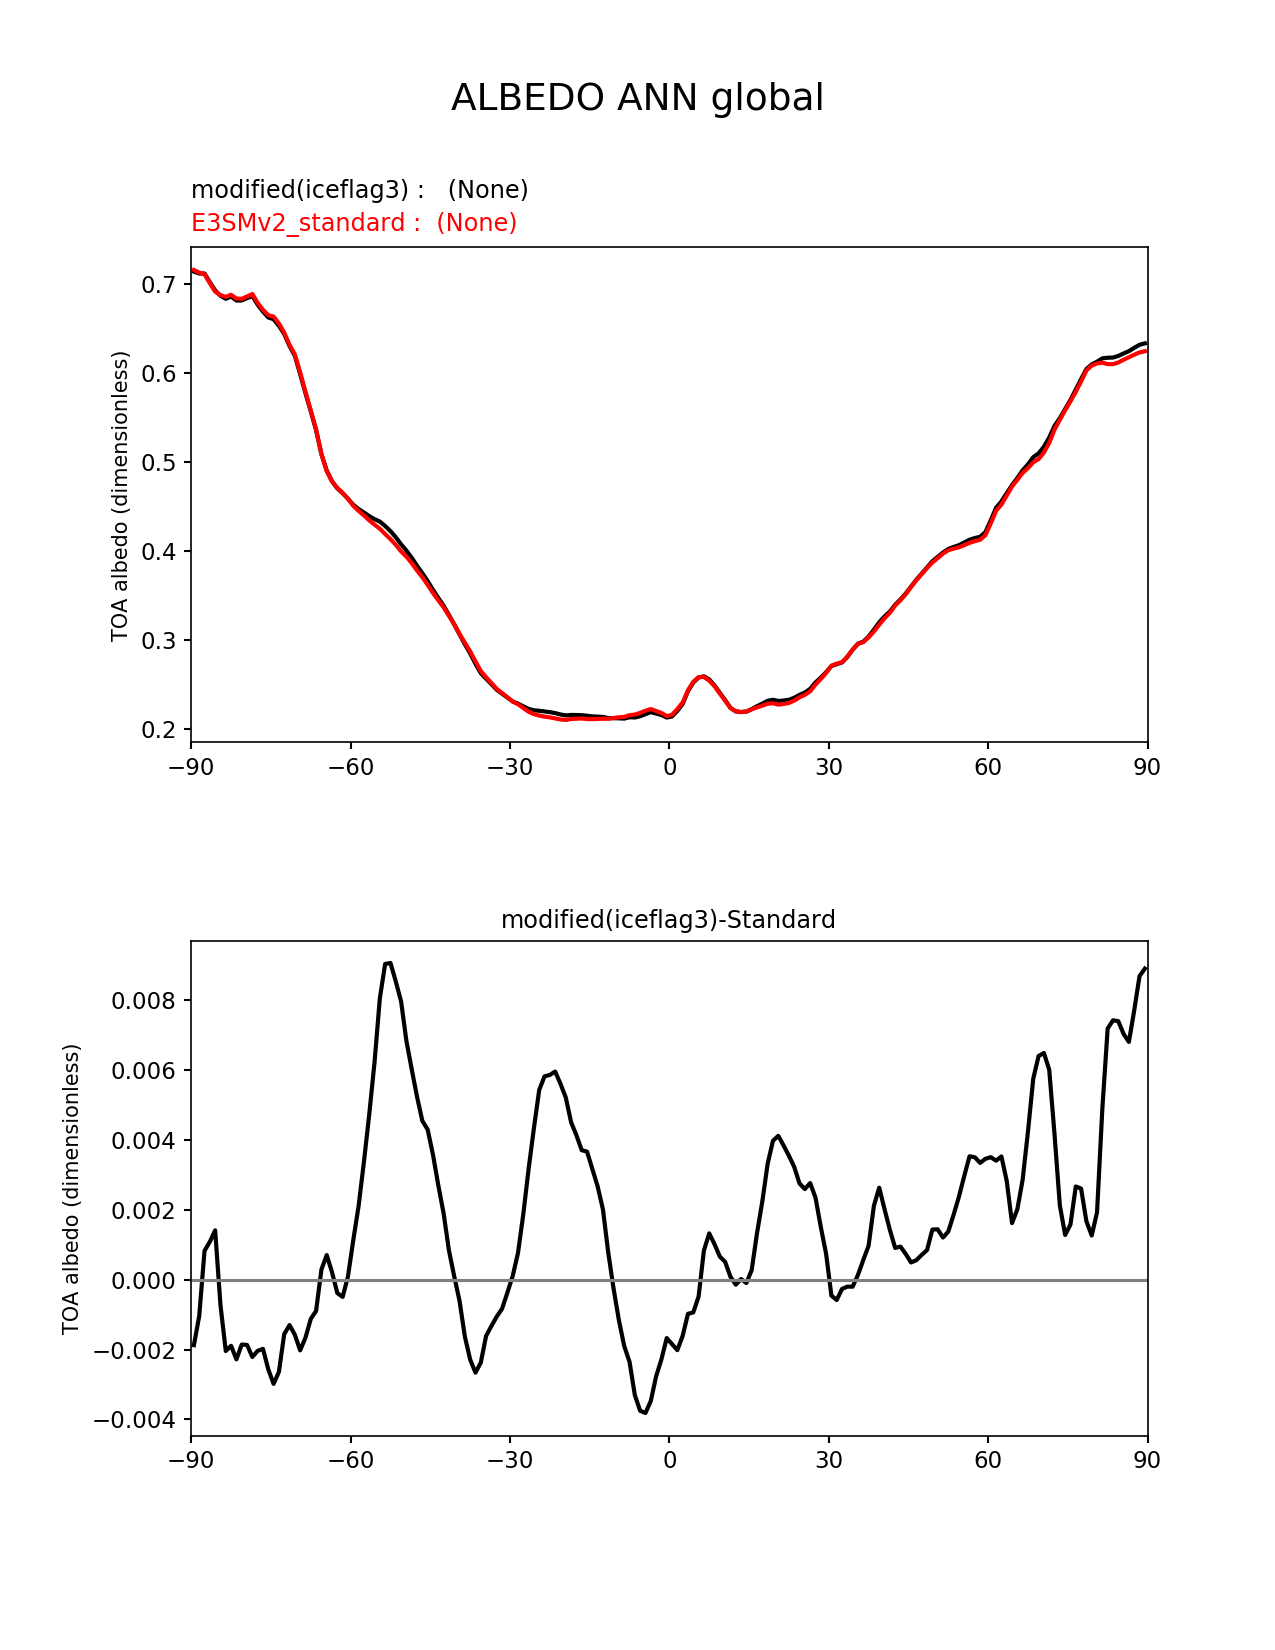 ALBEDO ANN global
modified(iceflag3) :   (None)
E3SMv2_standard :  (None)
TOA albedo (dimensionless)
0.7
0.6
0.5
0.4
0.3
0.2
−90 −60 −30 0 30 60 90
modified(iceflag3)-Standard
TOA albedo (dimensionless)
0.008
0.006
0.004
0.002
0.000
−0.002
−0.004
−90 −60 −30 0 30 60 90